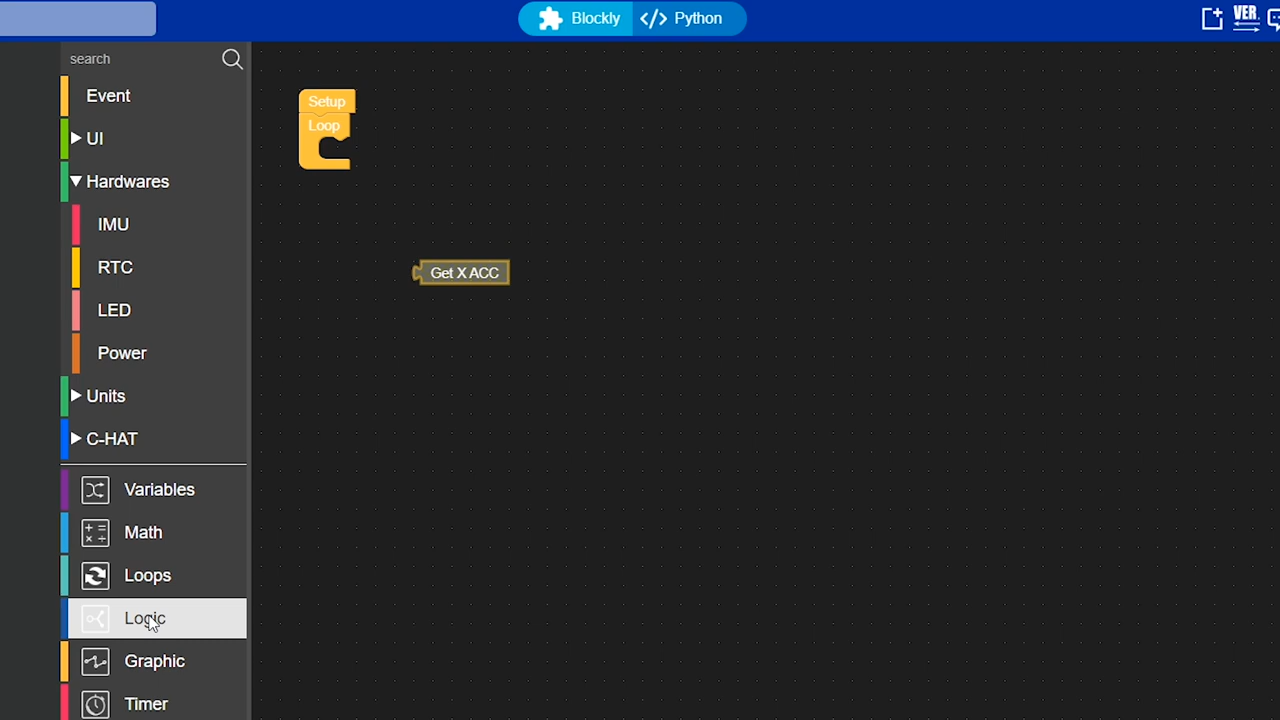 Blockly
Python
VER.
search
Event
UI
Hardwares
IMU
RTC
LED
Power
Units
C-HAT
Variables
Math
Loops
Logic
Graphic
Timer
Setup
Loop
Get X ACC